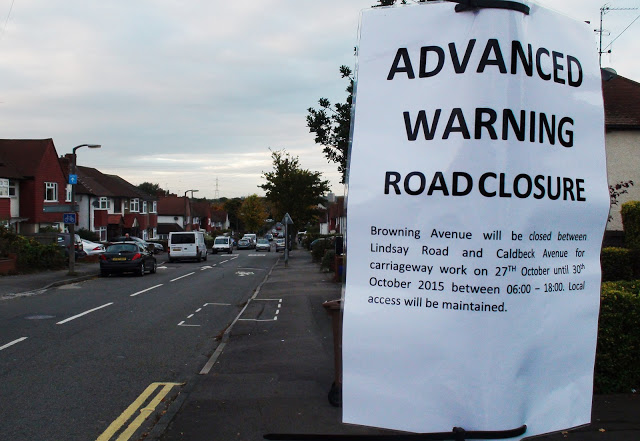 ADVANCED
WARNING
ROAD CLOSURE
Browning Avenue will be closed between
Lindsay Road and Caldbeck Avenue for
carriageway work on 27TH October until 30th
October 2015 between 06:00 – 18:00. Local
access will be maintained.